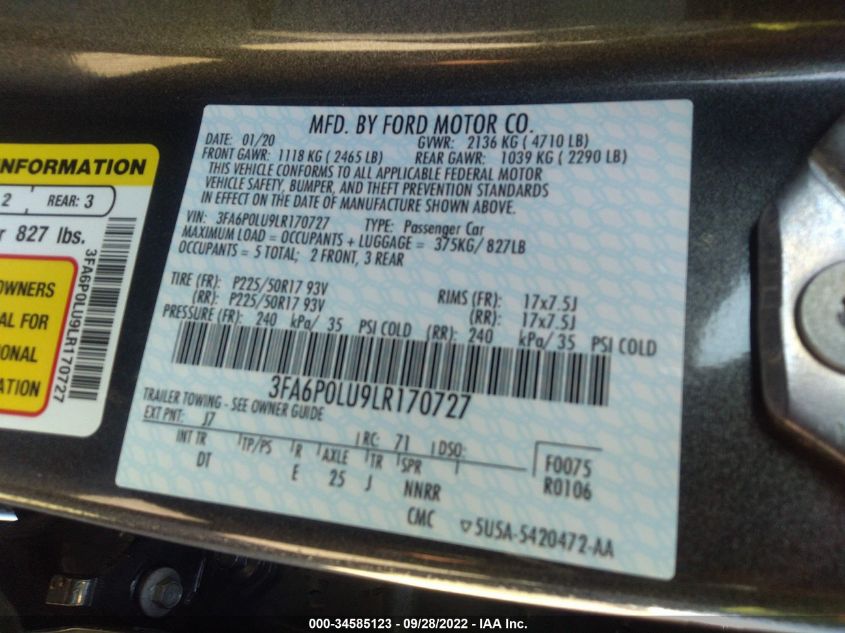 INFORMATION
2 REAR: 3
827 lbs.
OWNERS
FOR
3FA6P0LU9LR170727
MFD. BY FORD MOTOR CO.
DATE: 01/20 GVWR: 2136 KG ( 4710 LB)
FRONT GAWR: 1118 KG ( 2465 LB) REAR GAWR: 1039 KG ( 2290 LB)
THIS VEHICLE CONFORMS TO ALL APPLICABLE FEDERAL MOTOR
VEHICLE SAFETY, BUMPER, AND THEFT PREVENTION STANDARDS
IN EFFECT ON THE DATE OF MANUFACTURE SHOWN ABOVE.
VIN: 3FA6P0LU9LR170727 TYPE: Passenger Car
MAXIMUM LOAD = OCCUPANTS + LUGGAGE = 375KG/ 827LB
OCCUPANTS = 5 TOTAL; 2 FRONT, 3 REAR
TIRE (FR): P225/50R17 93V RIMS (FR): 17x7.5J
(RR): P225/50R17 93V (RR): 17x7.5J
PRESSURE (FR): 240 kPa/ 35 PSI COLD (RR): 240 kPa/ 35 PSI COLD
3FA6P0LU9LR170727
TRAILER TOWING - SEE OWNER GUIDE
EXT PNT: J7 RC: 71 DSO:
INT TR TP/PS R AXLE TR SPR F0075
DT E 25 J NNRR R0106
CMC ▽ 5U5A-5420472-AA
000-34585123 - 09/28/2022 - IAA Inc.